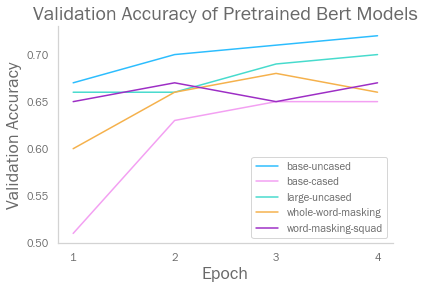 Validation Accuracy of Pretrained Bert Models
Validation Accuracy
0.70
0.65
0.60
0.55
0.50
base-uncased
base-cased
large-uncased
whole-word-masking
word-masking-squad
1 2 3 4
Epoch